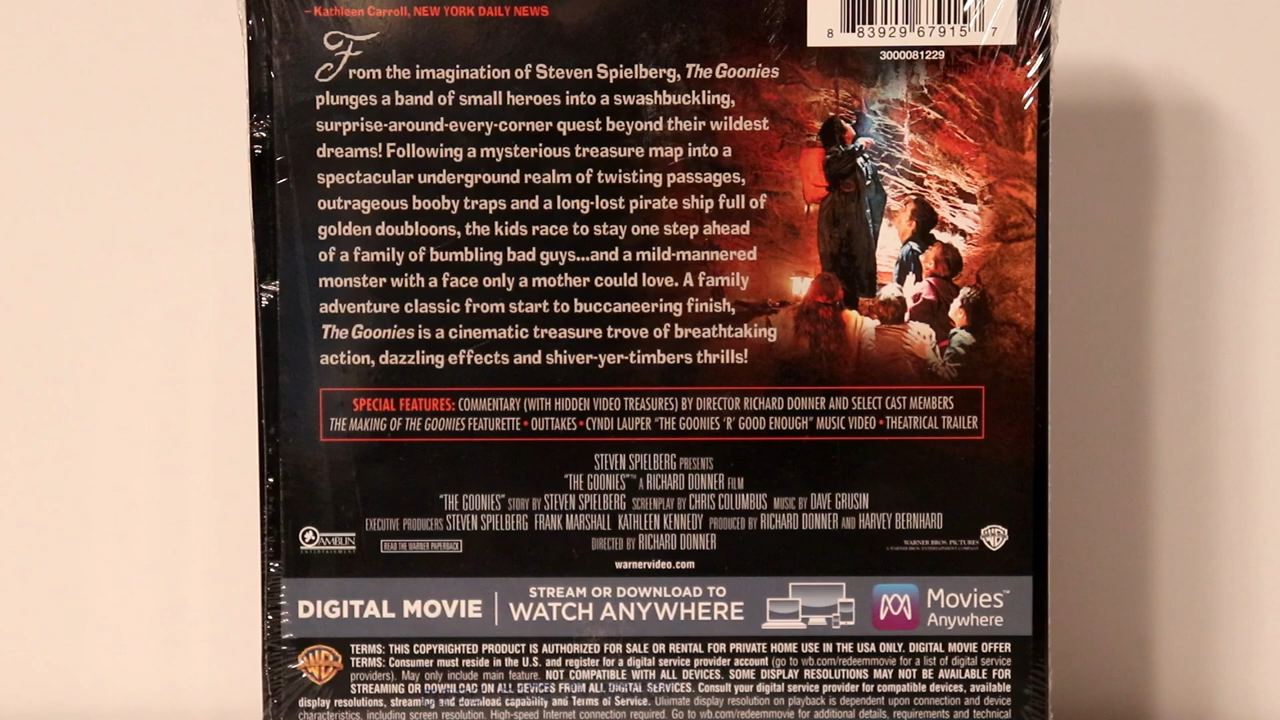 – Kathleen Carroll, NEW YORK DAILY NEWS
8 83929 67915 7
3000081229
From the imagination of Steven Spielberg, The Goonies
plunges a band of small heroes into a swashbuckling,
surprise-around-every-corner quest beyond their wildest
dreams! Following a mysterious treasure map into a
spectacular underground realm of twisting passages,
outrageous booby traps and a long-lost pirate ship full of
golden doubloons, the kids race to stay one step ahead
of a family of bumbling bad guys...and a mild-mannered
monster with a face only a mother could love. A family
adventure classic from start to buccaneering finish,
The Goonies is a cinematic treasure trove of breathtaking
action, dazzling effects and shiver-yer-timbers thrills!
SPECIAL FEATURES: COMMENTARY (WITH HIDDEN VIDEO TREASURES) BY DIRECTOR RICHARD DONNER AND SELECT CAST MEMBERS
THE MAKING OF THE GOONIES FEATURETTE • OUTTAKES • CYNDI LAUPER "THE GOONIES 'R' GOOD ENOUGH" MUSIC VIDEO • THEATRICAL TRAILER
STEVEN SPIELBERG PRESENTS
"THE GOONIES"™ A RICHARD DONNER FILM
"THE GOONIES" STORY BY STEVEN SPIELBERG SCREENPLAY BY CHRIS COLUMBUS MUSIC BY DAVE GRUSIN
EXECUTIVE PRODUCERS STEVEN SPIELBERG FRANK MARSHALL KATHLEEN KENNEDY PRODUCED BY RICHARD DONNER AND HARVEY BERNHARD
DIRECTED BY RICHARD DONNER
AMBLIN
ENTERTAINMENT
READ THE WARNER PAPERBACK
WARNER BROS. PICTURES
A WARNER BROS. ENTERTAINMENT COMPANY
warnervideo.com
DIGITAL MOVIE
STREAM OR DOWNLOAD TO
WATCH ANYWHERE
Movies™
Anywhere
TERMS: THIS COPYRIGHTED PRODUCT IS AUTHORIZED FOR SALE OR RENTAL FOR PRIVATE HOME USE IN THE USA ONLY. DIGITAL MOVIE OFFER
TERMS: Consumer must reside in the U.S. and register for a digital service provider account (go to wb.com/redeemmovie for a list of digital service
providers). May only include main feature. NOT COMPATIBLE WITH ALL DEVICES. SOME DISPLAY RESOLUTIONS MAY NOT BE AVAILABLE FOR
STREAMING OR DOWNLOAD ON ALL DEVICES FROM ALL DIGITAL SERVICES. Consult your digital service provider for compatible devices, available
display resolutions, streaming and download capability and Terms of Service. Ultimate display resolution on playback is dependent upon connection and device
characteristics, including screen resolution. High-speed Internet connection required. Go to wb.com/redeemmovie for additional details, requirements and technical